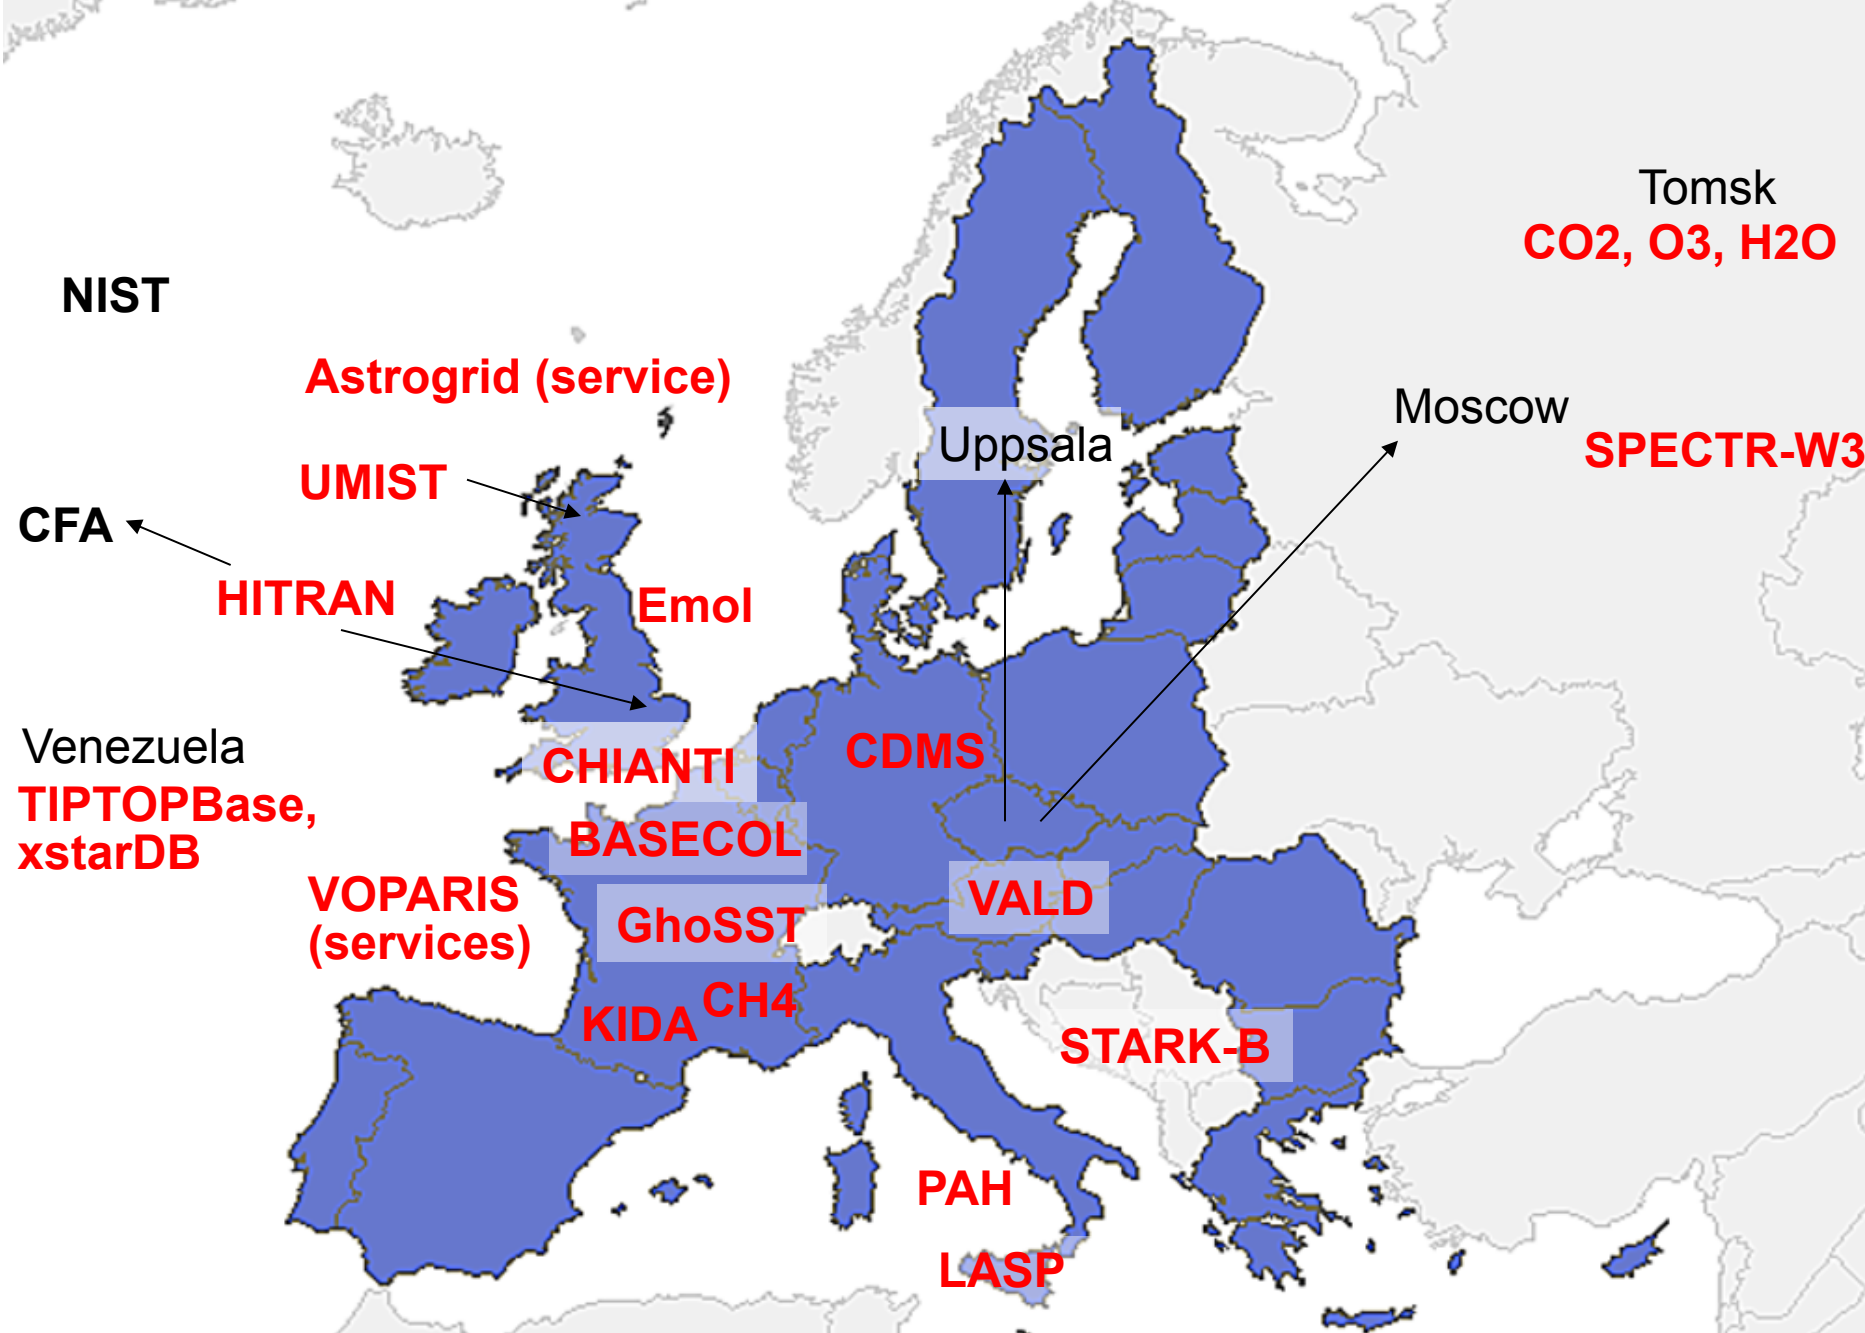 Tomsk
CO2, O3, H2O
NIST
Astrogrid (service)
Moscow
Uppsala
SPECTR-W3
UMIST
CFA
HITRAN
Emol
Venezuela
CHIANTI
CDMS
TIPTOPBase,
xstarDB
BASECOL
VOPARIS
(services)
VALD
GhoSST
CH4
KIDA
STARK-B
PAH
LASP